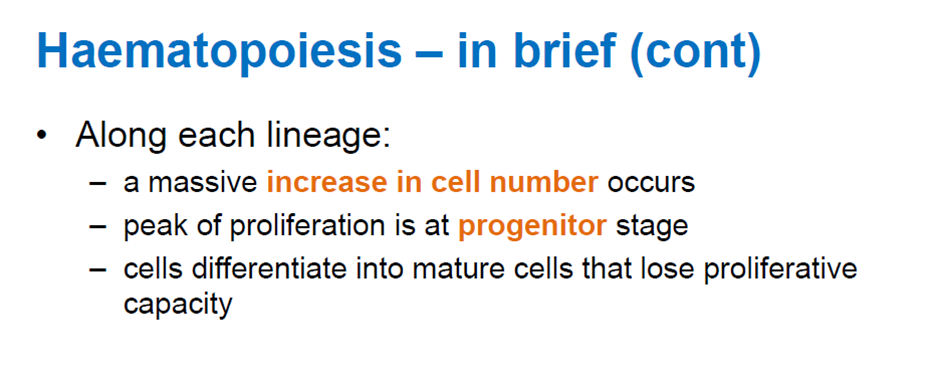 Haematopoiesis – in brief (cont)
• Along each lineage:
– a massive increase in cell number occurs
– peak of proliferation is at progenitor stage
– cells differentiate into mature cells that lose proliferative
capacity